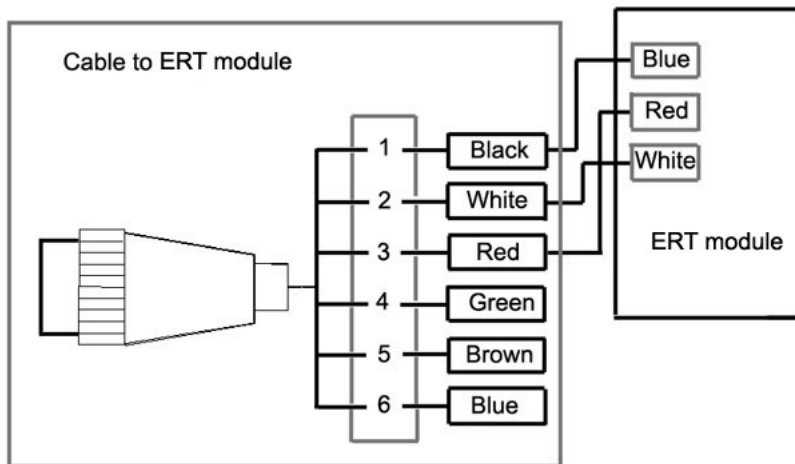 Cable to ERT module
1 Black
2 White
3 Red
4 Green
5 Brown
6 Blue
Blue
Red
White
ERT module